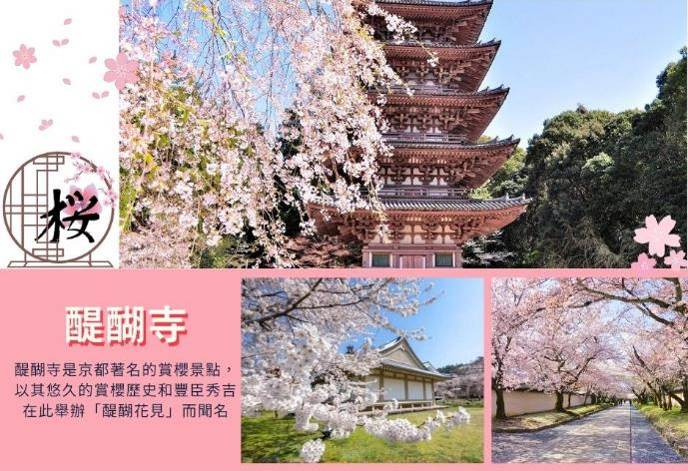 桜
醍醐寺
醍醐寺是京都著名的賞櫻景點，
以其悠久的賞櫻歷史和豐臣秀吉
在此舉辦「醍醐花見」而聞名